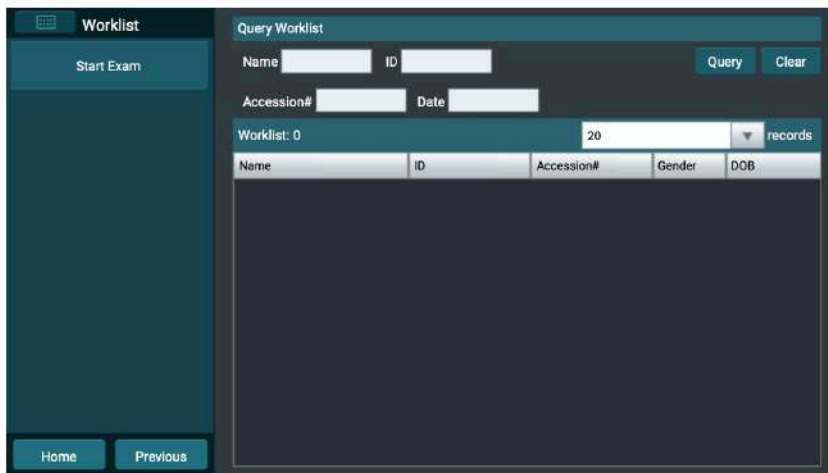 Worklist
Start Exam
Query Worklist
Name ID Query Clear
Accession# Date
Worklist: 0 20 records
Name ID Accession# Gender DOB
Home Previous